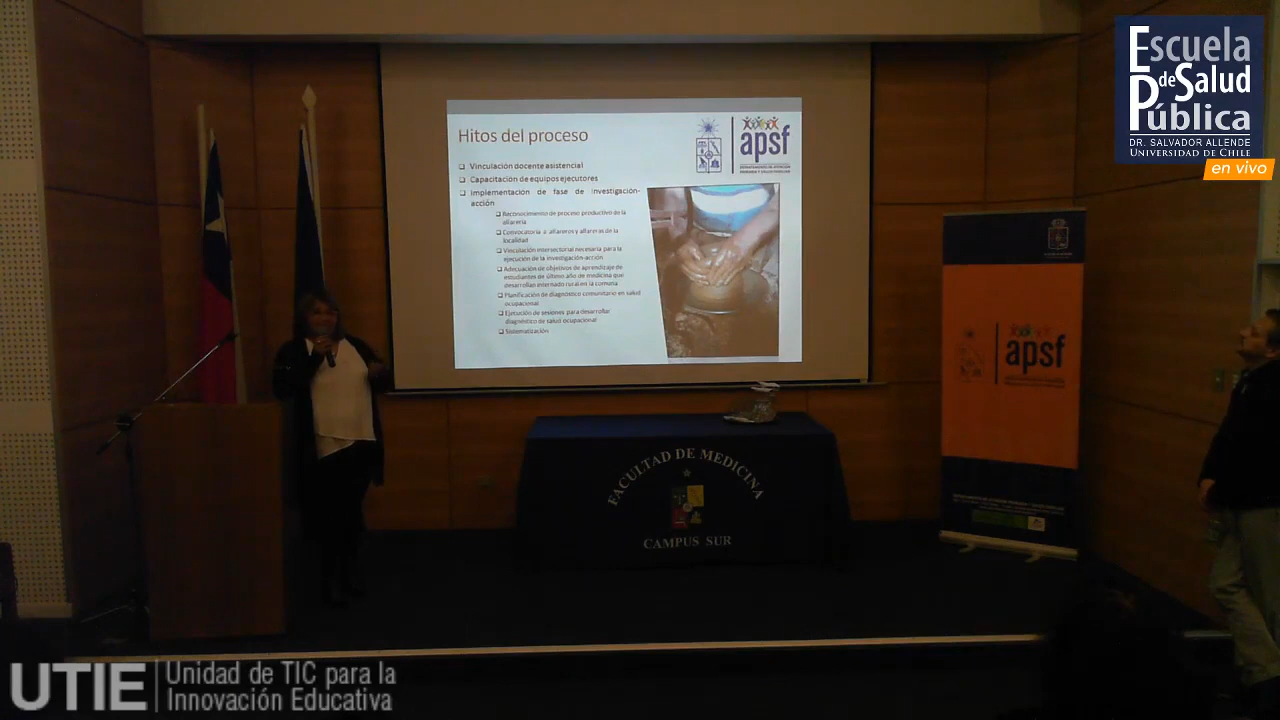 Escuela
de Salud
Pública
DR. SALVADOR ALLENDE
UNIVERSIDAD DE CHILE
en vivo
Hitos del proceso
apsf
Vinculación docente asistencial
Capacitación de equipos ejecutores
Implementación de fase de investigación-
acción
Reconocimiento de proceso productivo de la
alfarería
Convocatoria a alfareros y alfareras de la
localidad
Vinculación intersectorial necesaria para la
ejecución de la investigación-acción
Adecuación de objetivos de aprendizaje de
estudiantes de último año de medicina que
desarrollan internado rural en la comuna
Planificación de diagnóstico comunitario en salud
ocupacional
Ejecución de sesiones para desarrollar
diagnóstico de salud ocupacional
Sistematización
apsf
FACULTAD DE MEDICINA
CAMPUS SUR
UTIE
Unidad de TIC para la
Innovación Educativa